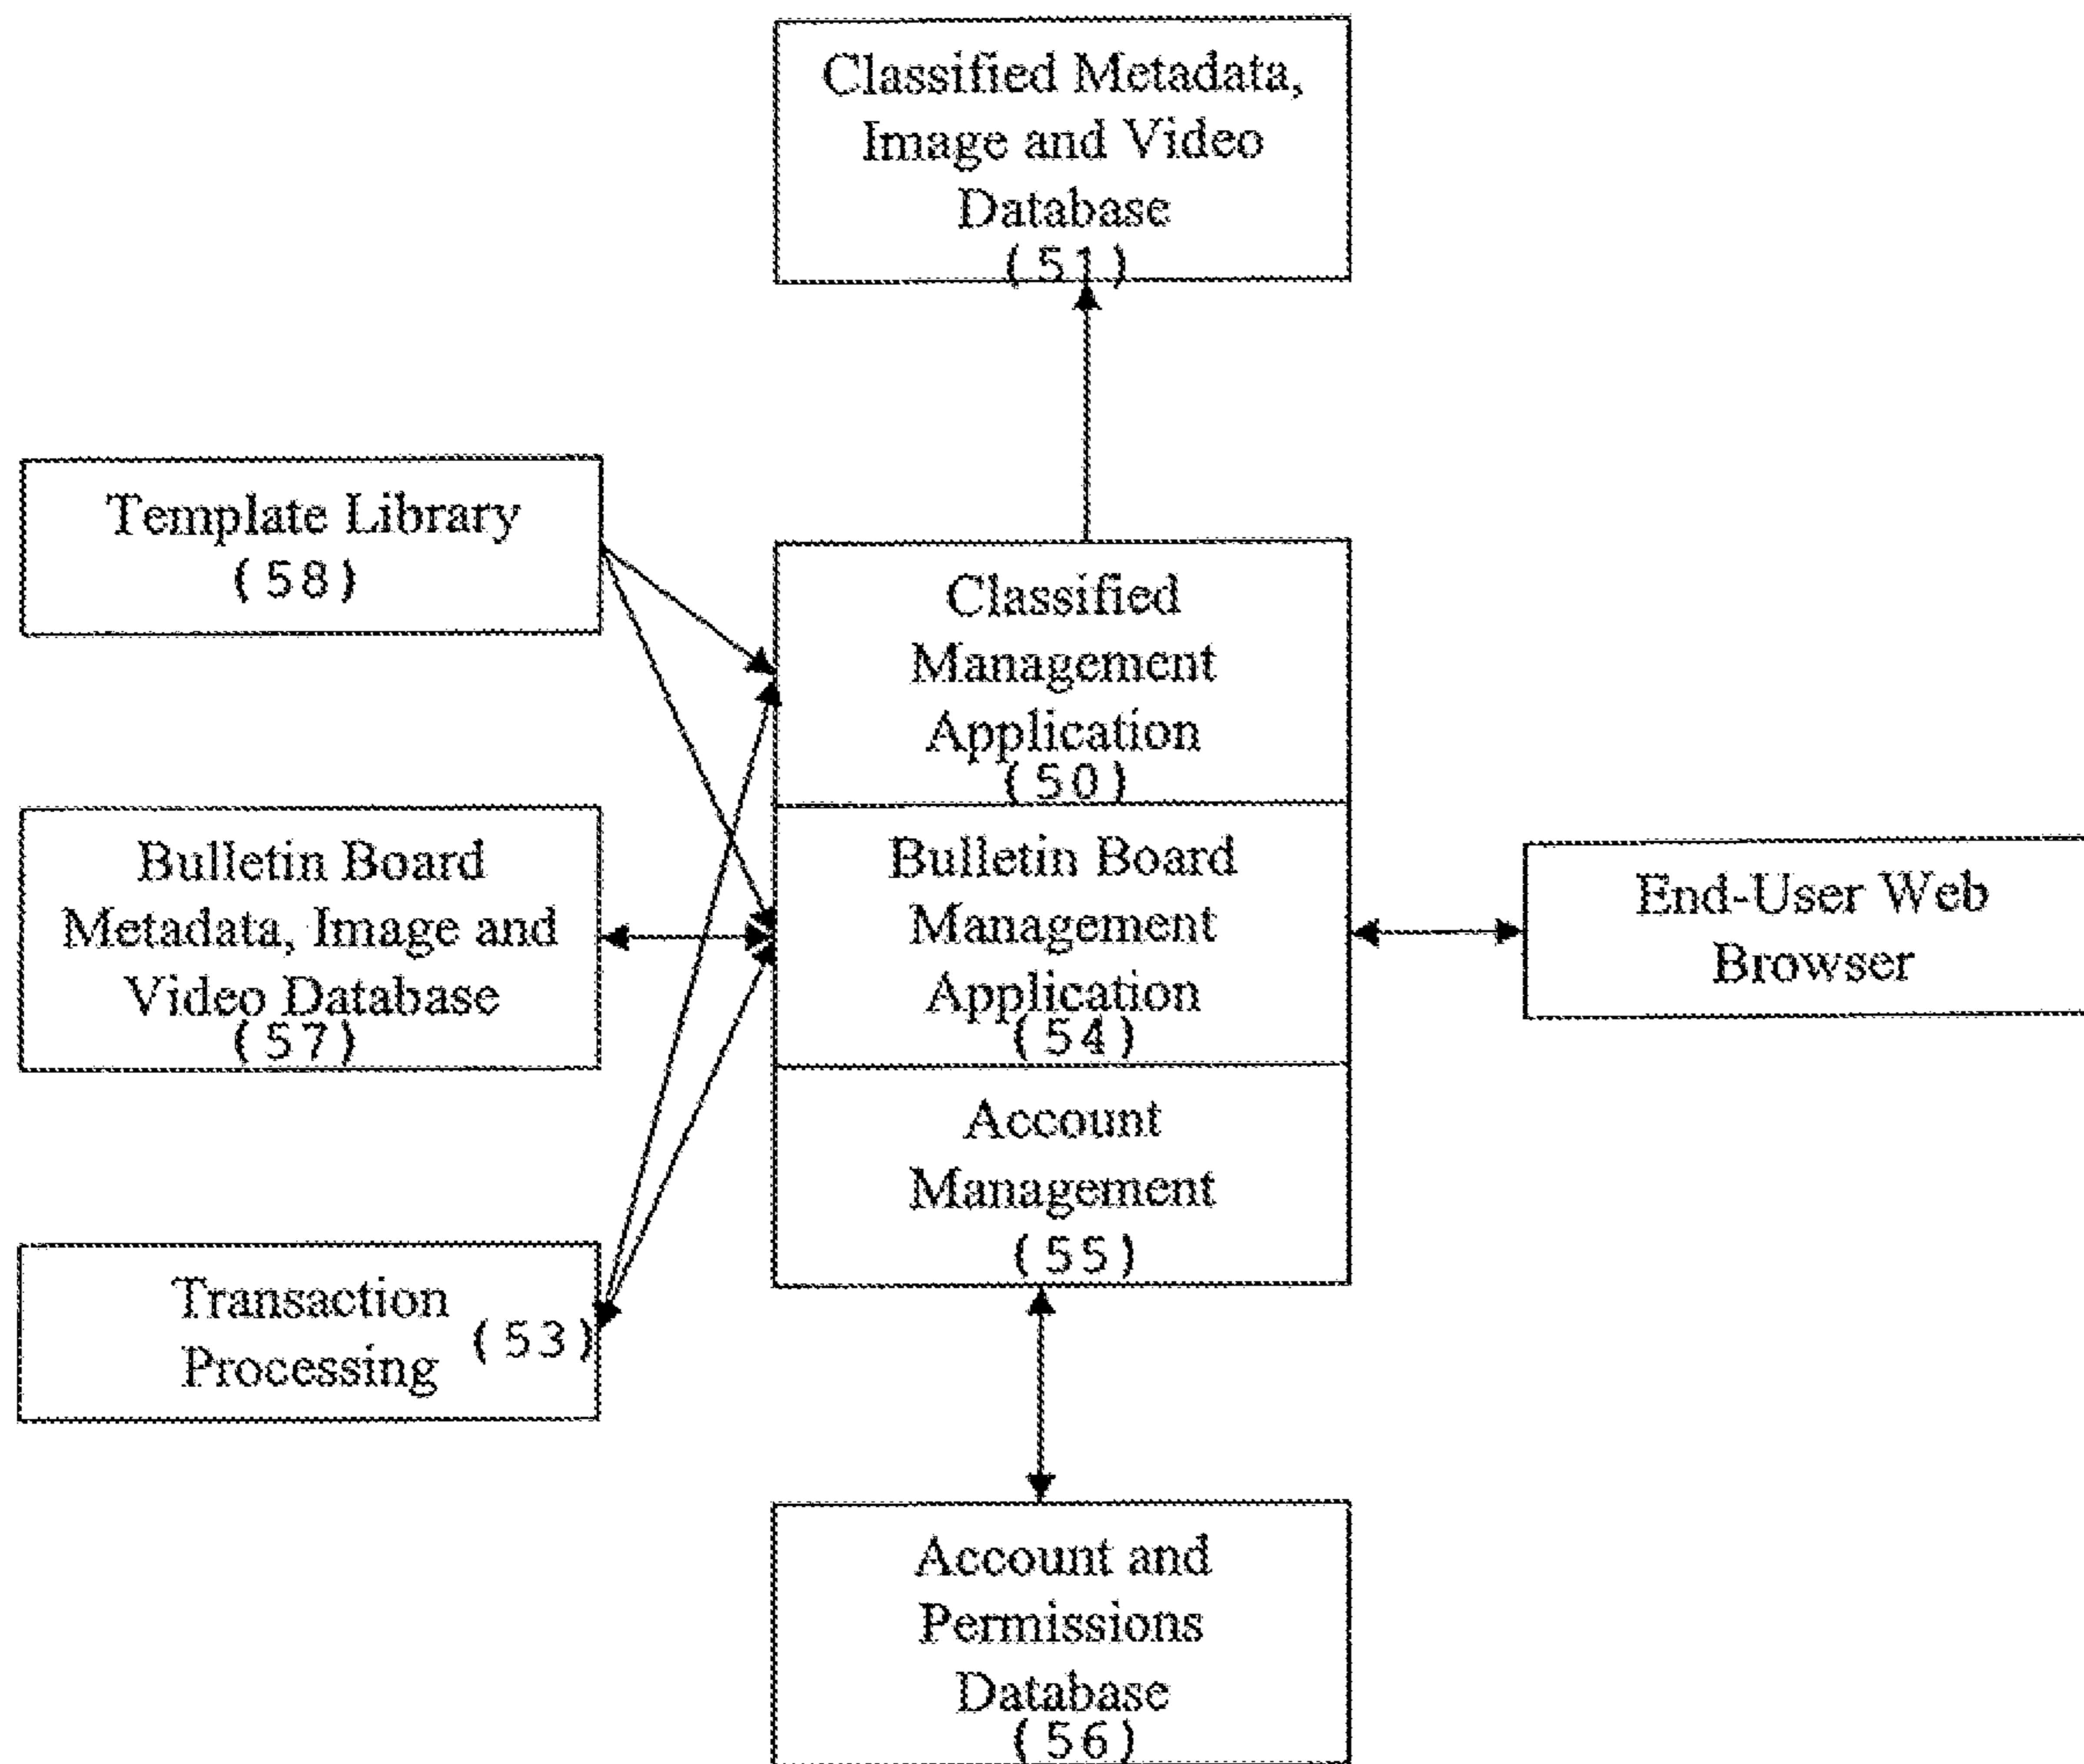 Classified Metadata,
Image and Video
Database
(51)
Template Library
(58)
Classified
Management
Application
(50)
Bulletin Board
Metadata, Image and
Video Database
(57)
Bulletin Board
Management
Application
(54)
End-User Web
Browser
Account
Management
(55)
Transaction
Processing (53)
Account and
Permissions
Database
(56)